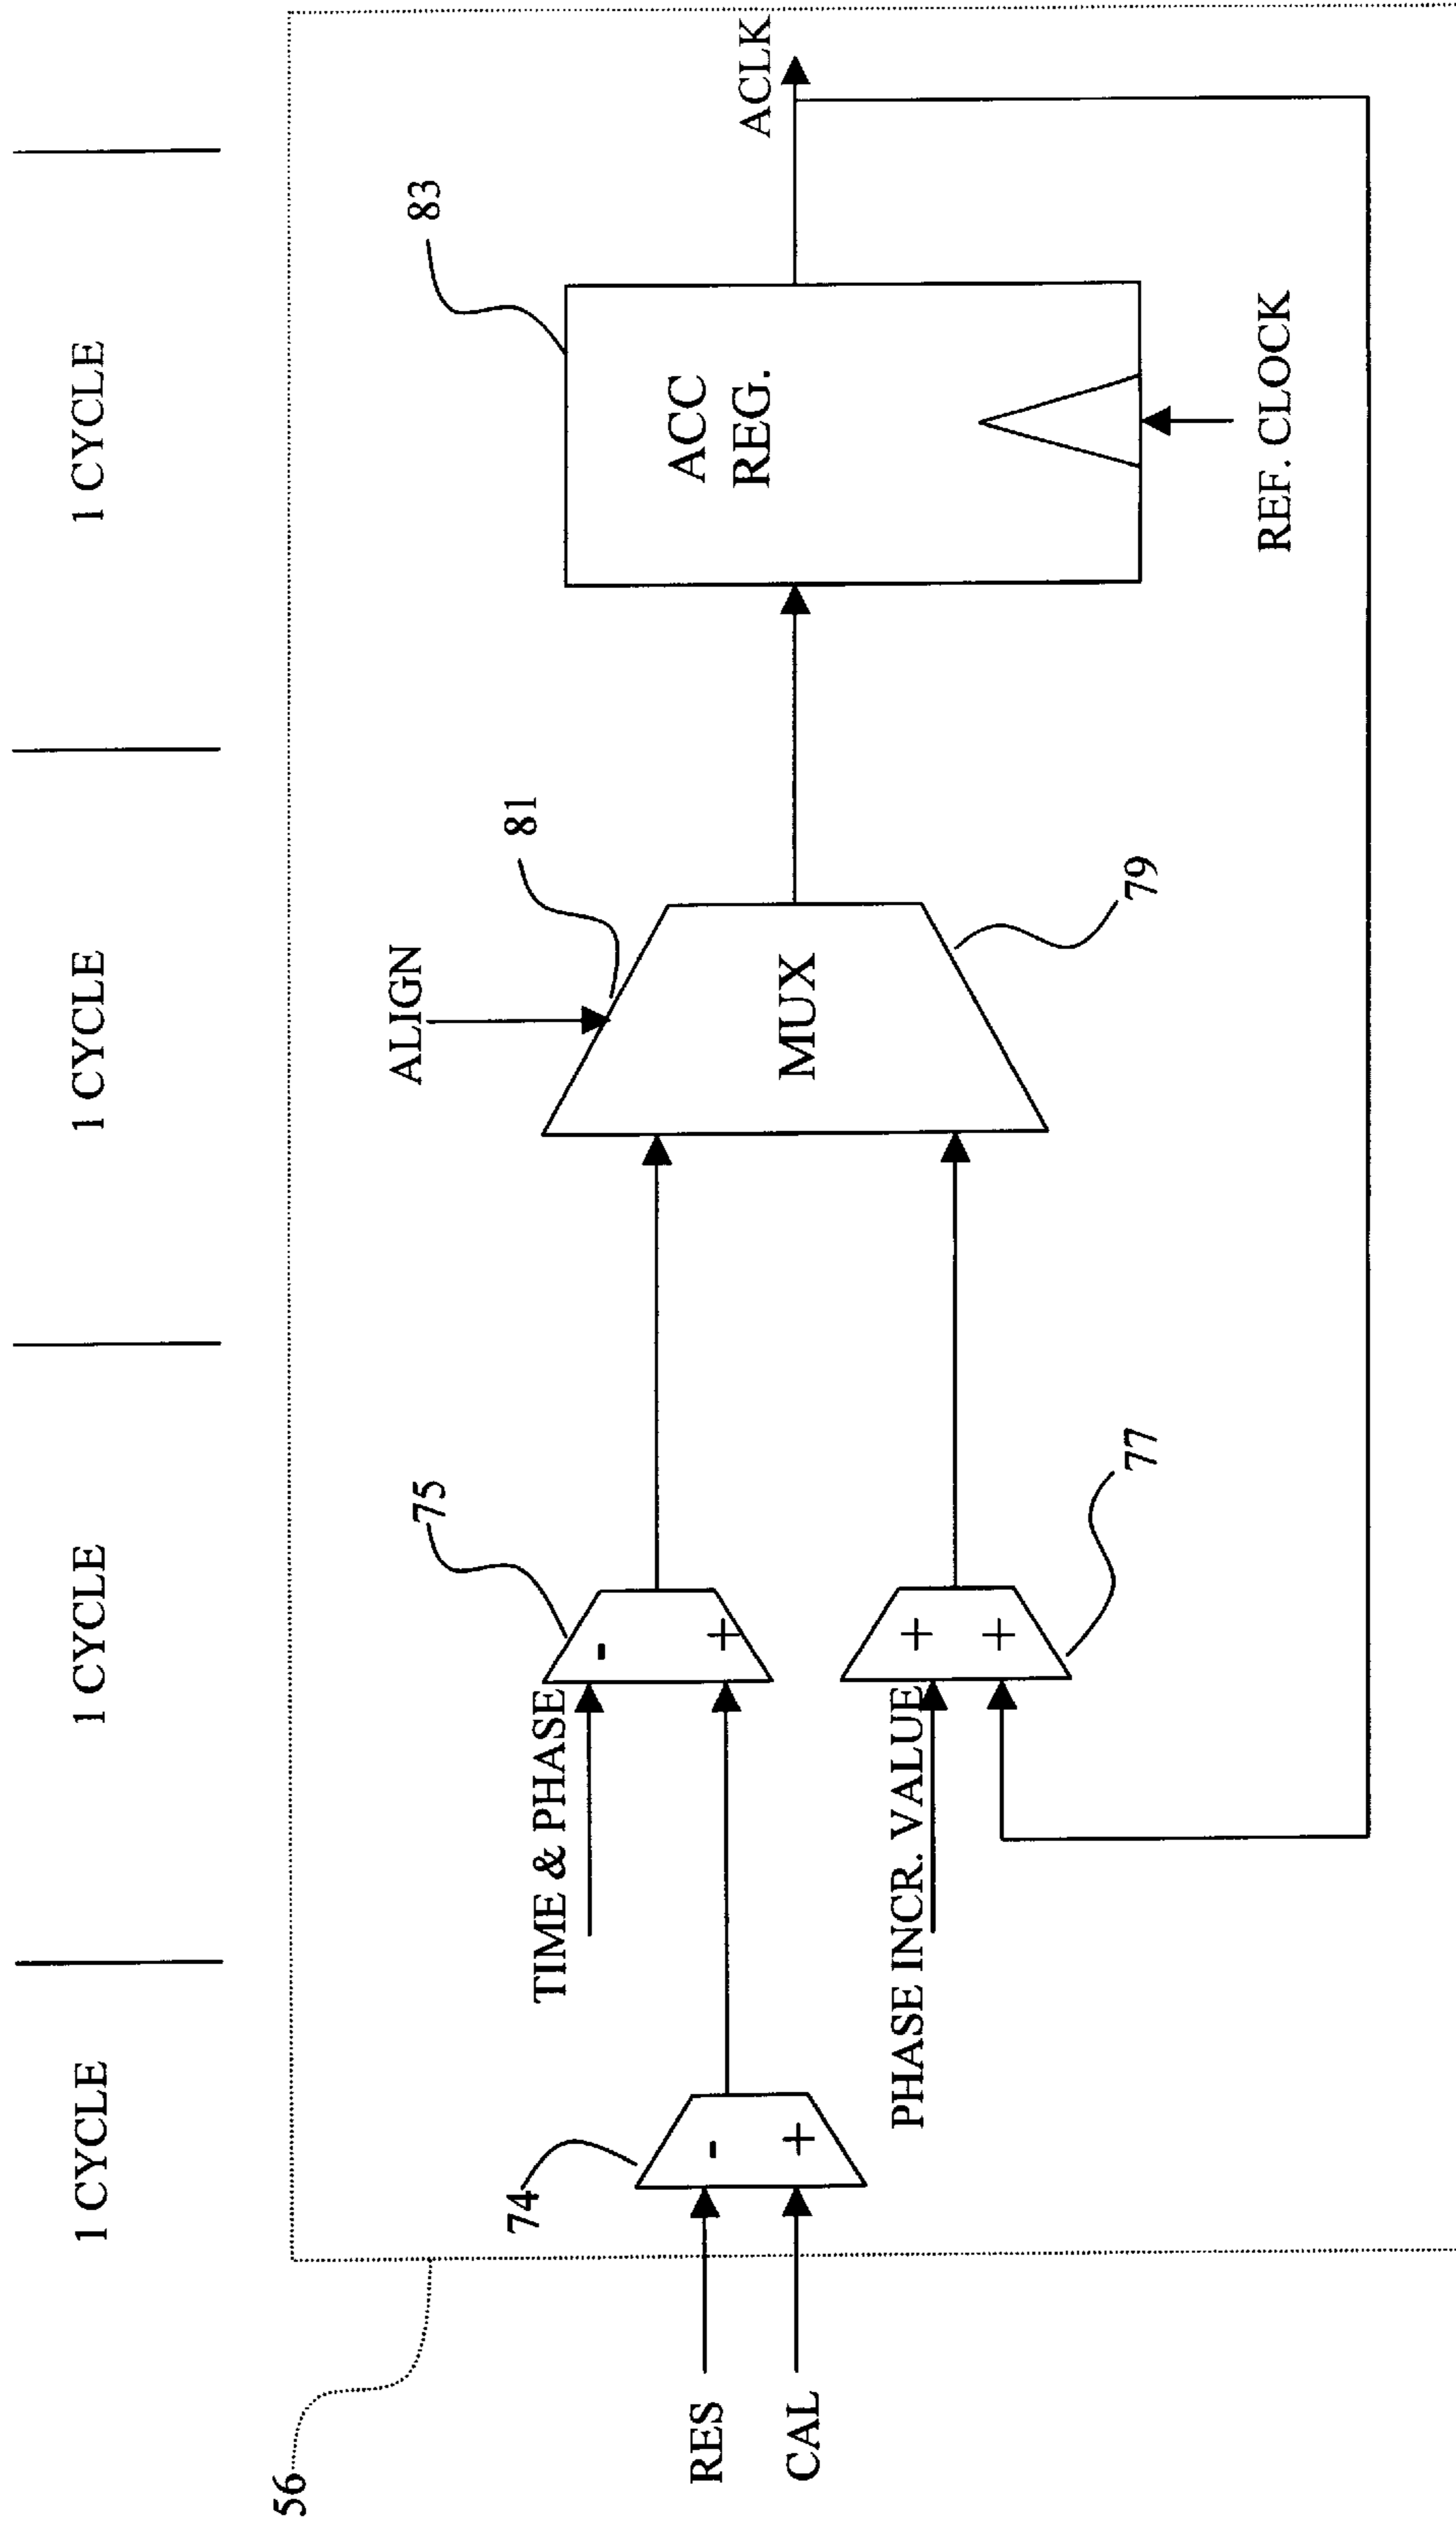 1 CYCLE
1 CYCLE
1 CYCLE
1 CYCLE
56
RES
CAL
74
-
+
TIME & PHASE
75
-
+
PHASE INCR. VALUE
+
+
77
ALIGN
81
MUX
79
83
ACC
REG.
REF. CLOCK
ACLK